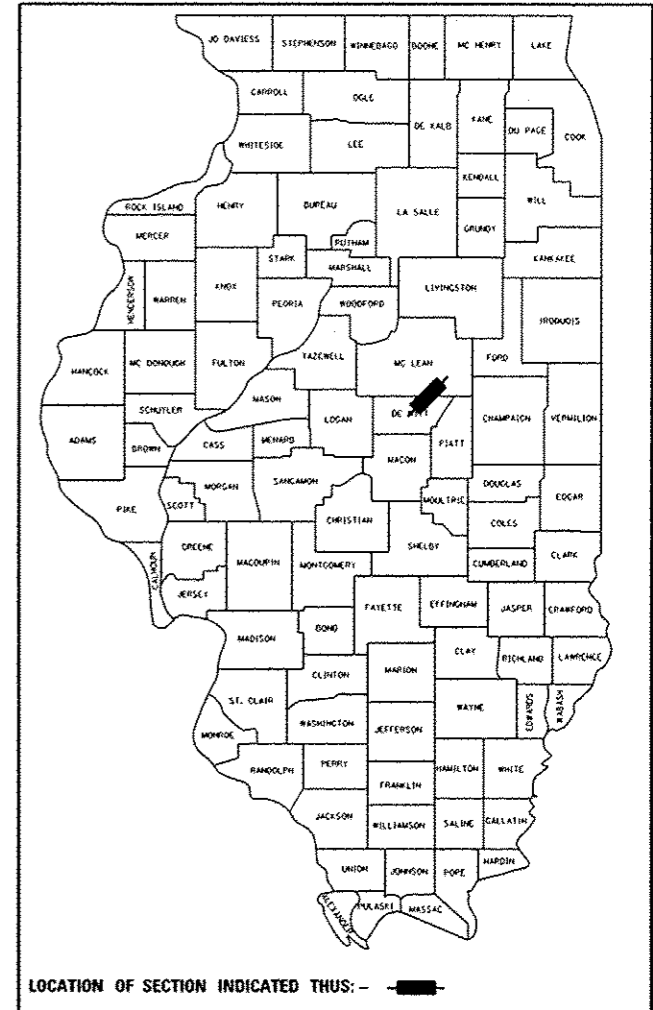 JO DAVIESS STEPHENSON WINNEBAGO BOONE MC HENRY LAKE
CARROLL OGLE
DE KALB KANE DU PAGE COOK
WHITESIDE LEE
KENDALL
ROCK ISLAND HENRY BUREAU LA SALLE WILL
MERCER PUTNAM GRUNDY
STARK MARSHALL KANKAKEE
HENDERSON WARREN KNOX PEORIA WOODFORD LIVINGSTON
IROQUOIS
HANCOCK MC DONOUGH FULTON TAZEWELL MC LEAN FORD
SCHUYLER MASON
ADAMS BROWN CASS MENARD LOGAN DE WITT PIATT CHAMPAIGN VERMILION
MACON
MORGAN SANGAMON DOUGLAS
PIKE SCOTT CHRISTIAN MOULTRIE COLES EDGAR
GREENE SHELBY
CALHOUN MACOUPIN MONTGOMERY CUMBERLAND CLARK
JERSEY FAYETTE EFFINGHAM JASPER CRAWFORD
MADISON BOND
CLAY RICHLAND LAWRENCE
CLINTON MARION
ST. CLAIR WAYNE EDWARDS WABASH
WASHINGTON JEFFERSON
MONROE
RANDOLPH PERRY HAMILTON WHITE
FRANKLIN
JACKSON WILLIAMSON SALINE GALLATIN
UNION JOHNSON POPE HARDIN
ALEXANDER PULASKI MASSAC
LOCATION OF SECTION INDICATED THUS: -